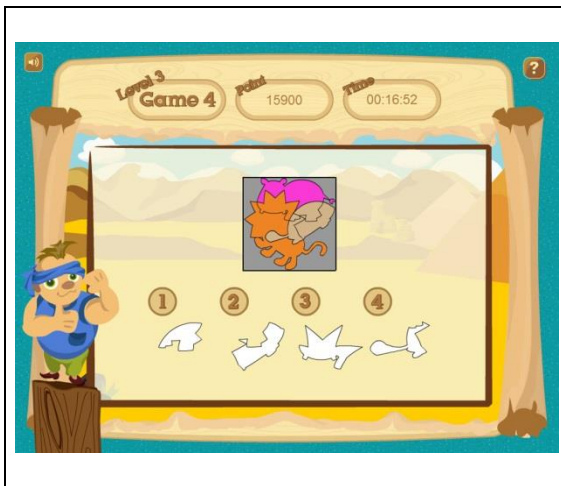 Level 3
Game 4
Point
15900
Time
00:16:52
?
1 2 3 4